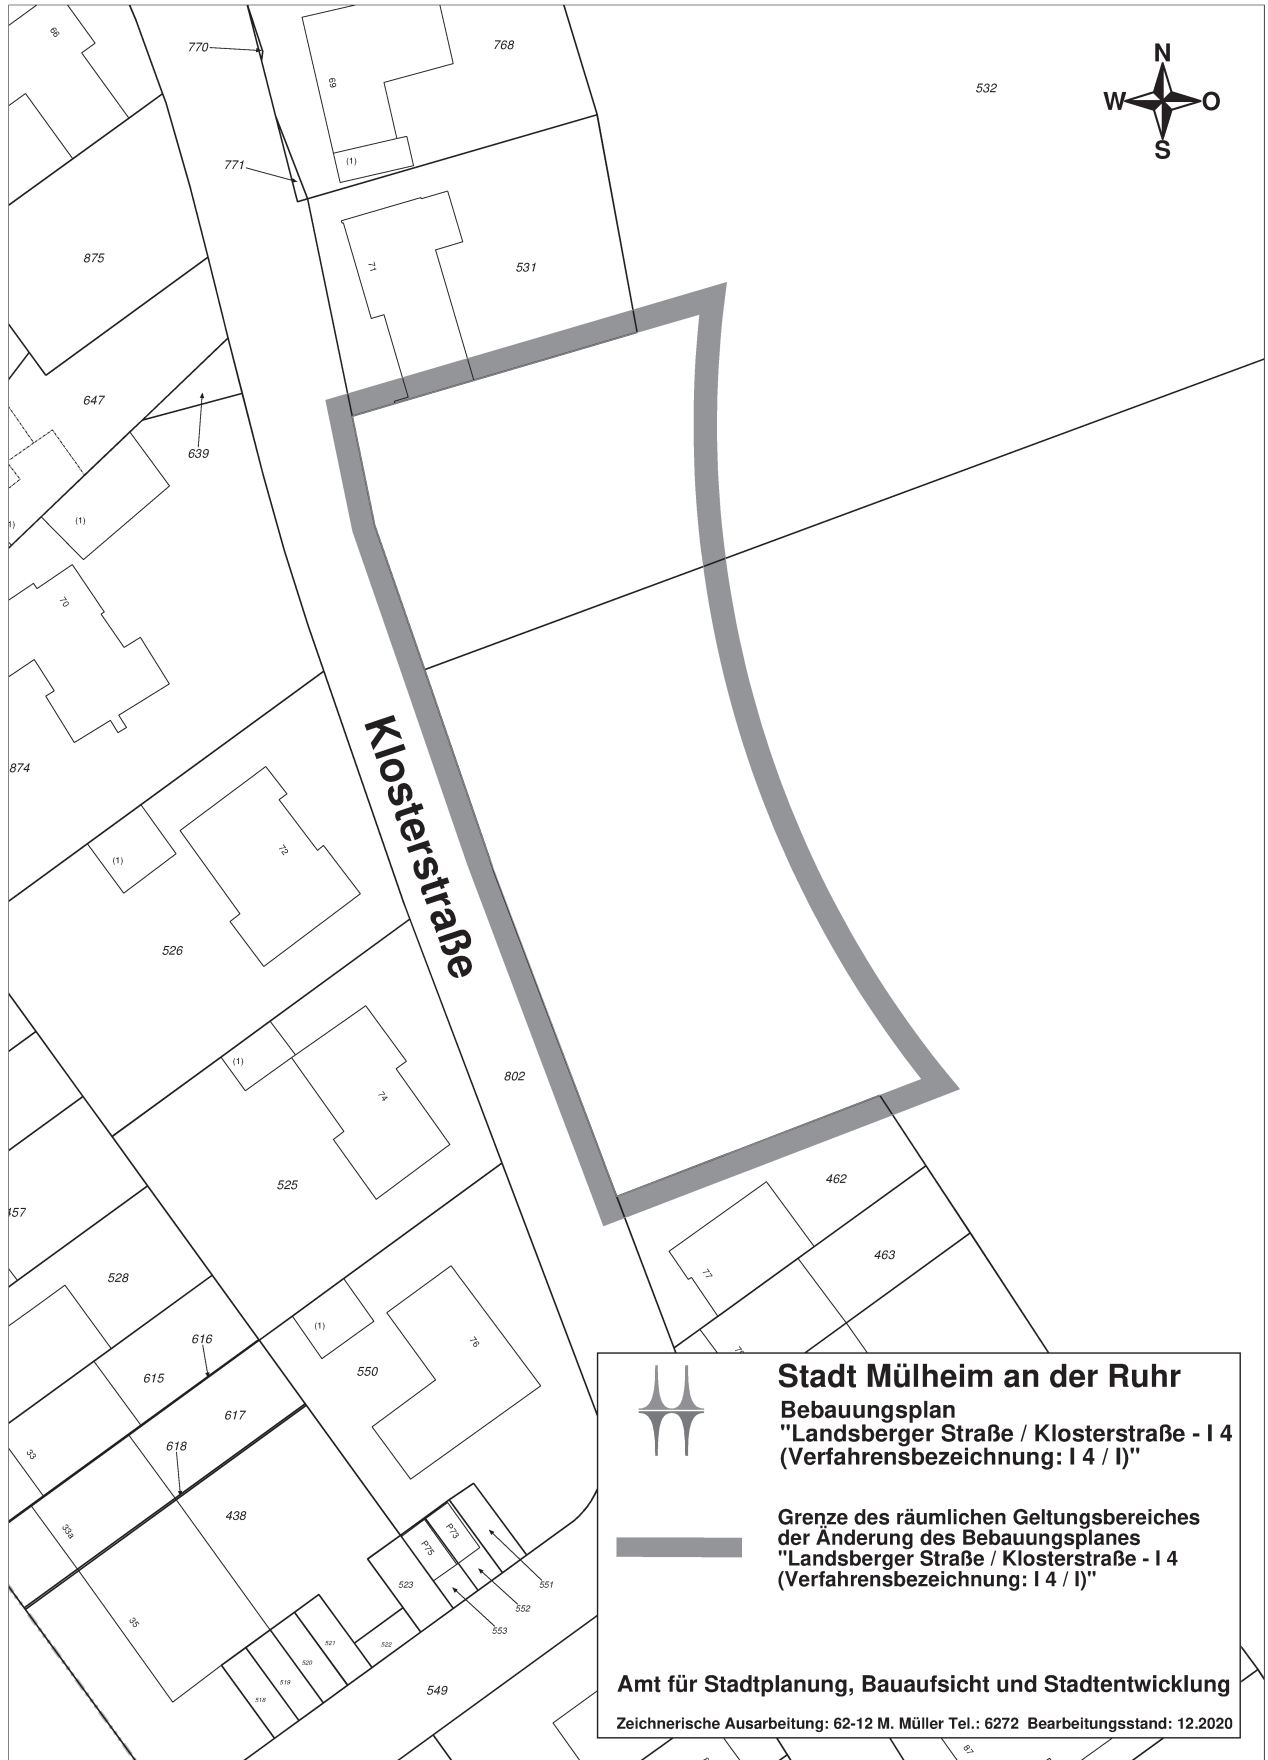 66
770
69
768
532
N
W O
S
(1)
771
875
71
531
647
639
1)
(1)
70
874
Klosterstraße
72
(1)
526
802
(1)
74
525
457
528
462
463
77
616
(1)
76
615
550
617
33
618
438
33a
P73
P75
523
551
552
553
35
521
522
520
519
518
549
87
Stadt Mülheim an der Ruhr
Bebauungsplan
"Landsberger Straße / Klosterstraße - I 4
(Verfahrensbezeichnung: I 4 / I)"
Grenze des räumlichen Geltungsbereiches
der Änderung des Bebauungsplanes
"Landsberger Straße / Klosterstraße - I 4
(Verfahrensbezeichnung: I 4 / I)"
Amt für Stadtplanung, Bauaufsicht und Stadtentwicklung
Zeichnerische Ausarbeitung: 62-12 M. Müller Tel.: 6272 Bearbeitungsstand: 12.2020